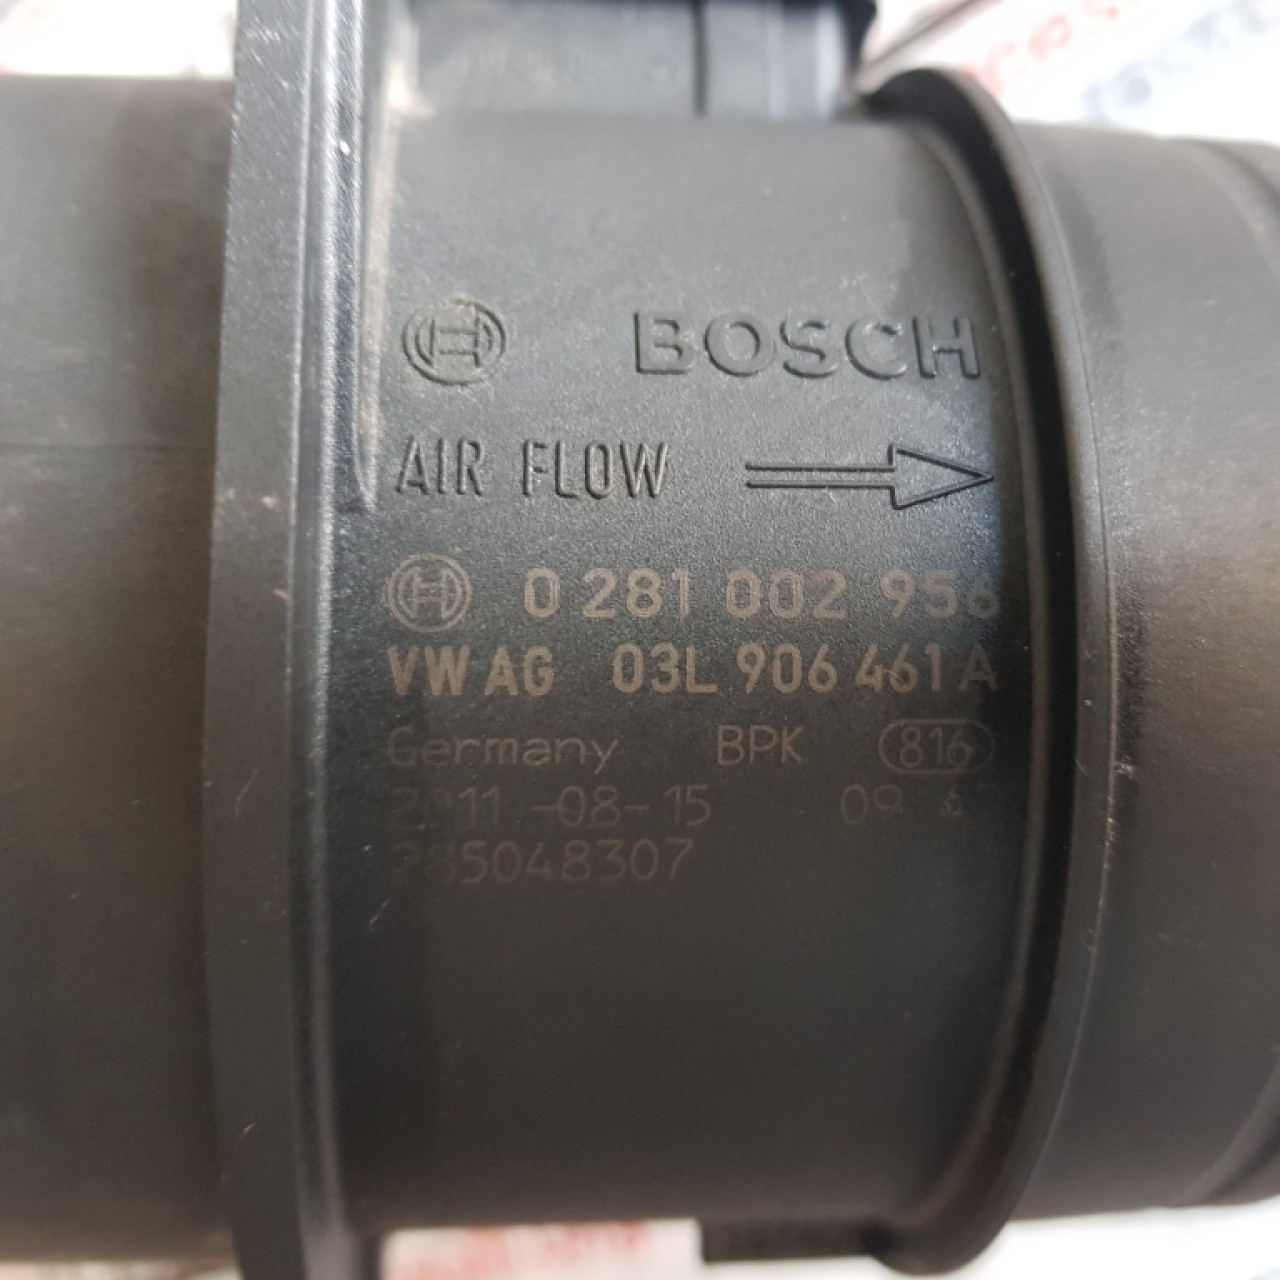 BOSCH
AIR FLOW
0 281 002 956
VW AG 03L 906 461 A
Germany BPK 816
2011-08-15
285048307